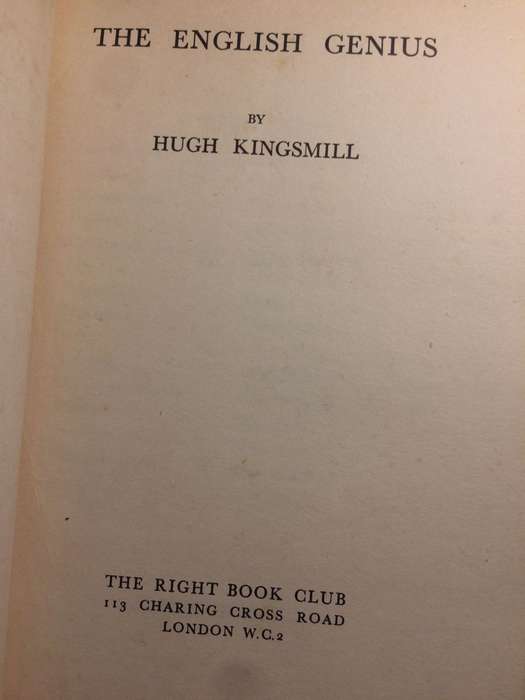 THE ENGLISH GENIUS
BY
HUGH KINGSMILL
THE RIGHT BOOK CLUB
113 CHARING CROSS ROAD
LONDON W.C.2